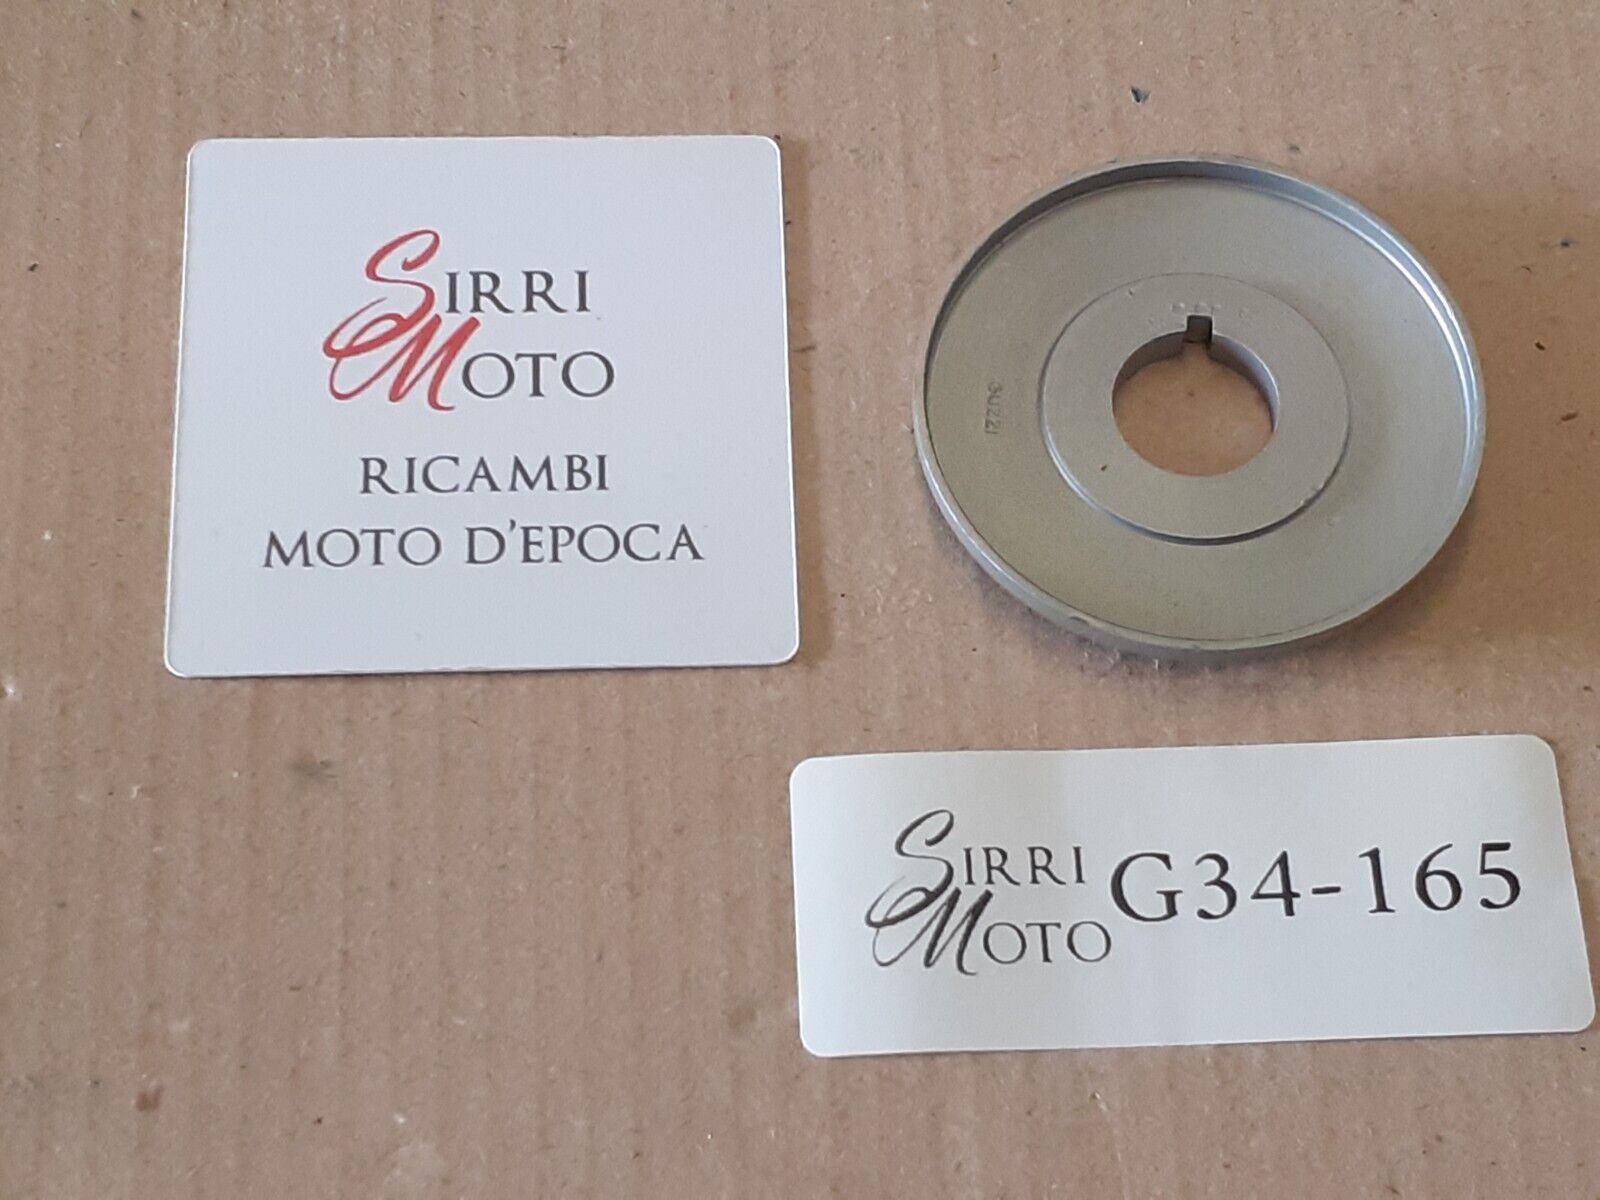 SIRRI
MOTO
RICAMBI
MOTO D'EPOCA
SIRRI
MOTO
G34-165